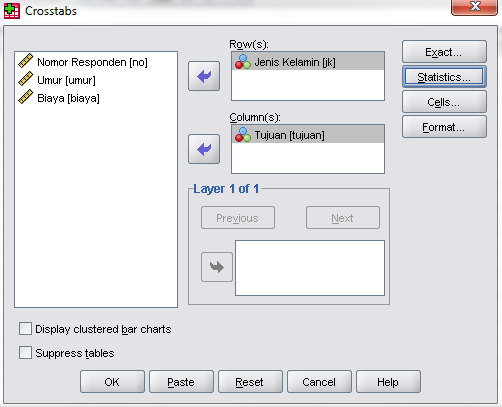 Crosstabs
Nomor Responden [no]
Umur [umur]
Biaya [biaya]
Row(s):
Jenis Kelamin [jk]
Column(s):
Tujuan [tujuan]
Layer 1 of 1
Previous
Next
Exact...
Statistics...
Cells...
Format...
Display clustered bar charts
Suppress tables
OK
Paste
Reset
Cancel
Help